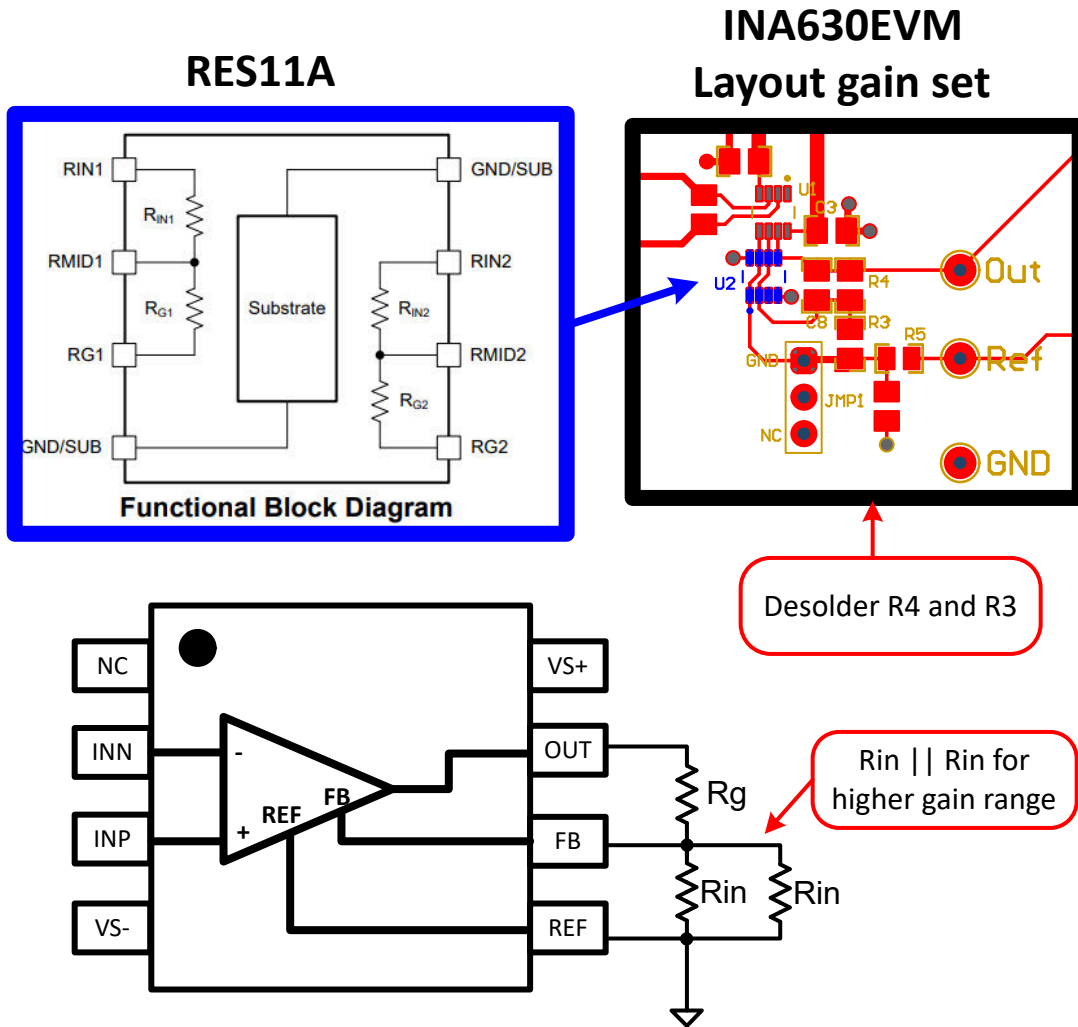 RES11A
INA630EVM
Layout gain set
RIN1
RIN1
RMID1
RG1
RG1
GND/SUB
Substrate
GND/SUB
RIN2
RIN2
RMID2
RG2
RG2
Functional Block Diagram
U1
C3
U2
R4
C8
R3
R5
Out
Ref
GND
GND
JMP1
NC
Desolder R4 and R3
NC
INN
INP
VS-
-
+
REF
FB
VS+
OUT
FB
REF
Rg
Rin
Rin
Rin || Rin for
higher gain range